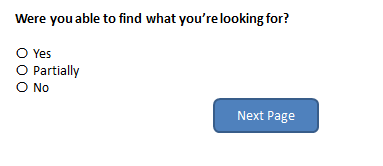 Were you able to find what you're looking for?
Yes
Partially
No
Next Page